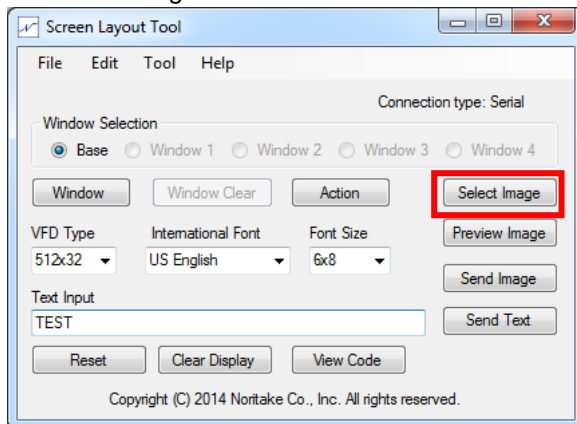 Screen Layout Tool
File Edit Tool Help
Connection type: Serial
Window Selection
Base Window 1 Window 2 Window 3 Window 4
Window Window Clear Action Select Image
VFD Type International Font Font Size Preview Image
512x32 US English 6x8
Send Image
Text Input
TEST Send Text
Reset Clear Display View Code
Copyright (C) 2014 Noritake Co., Inc. All rights reserved.